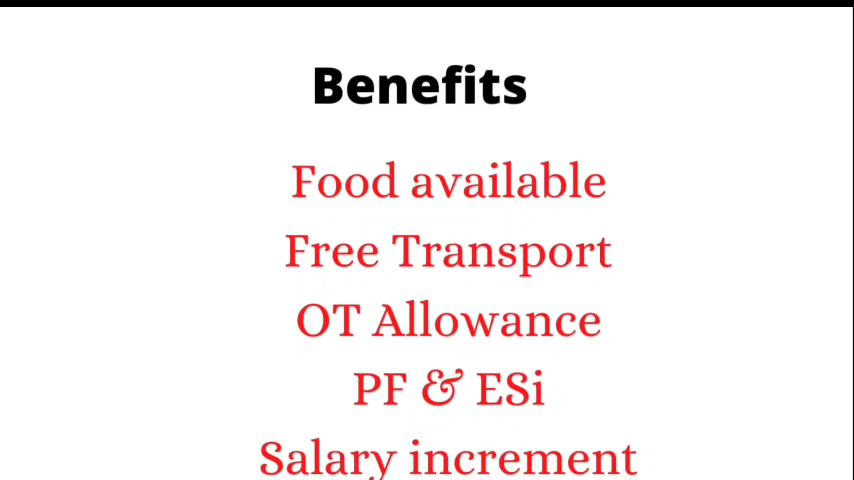 Benefits
Food available
Free Transport
OT Allowance
PF & ESi
Salary increment